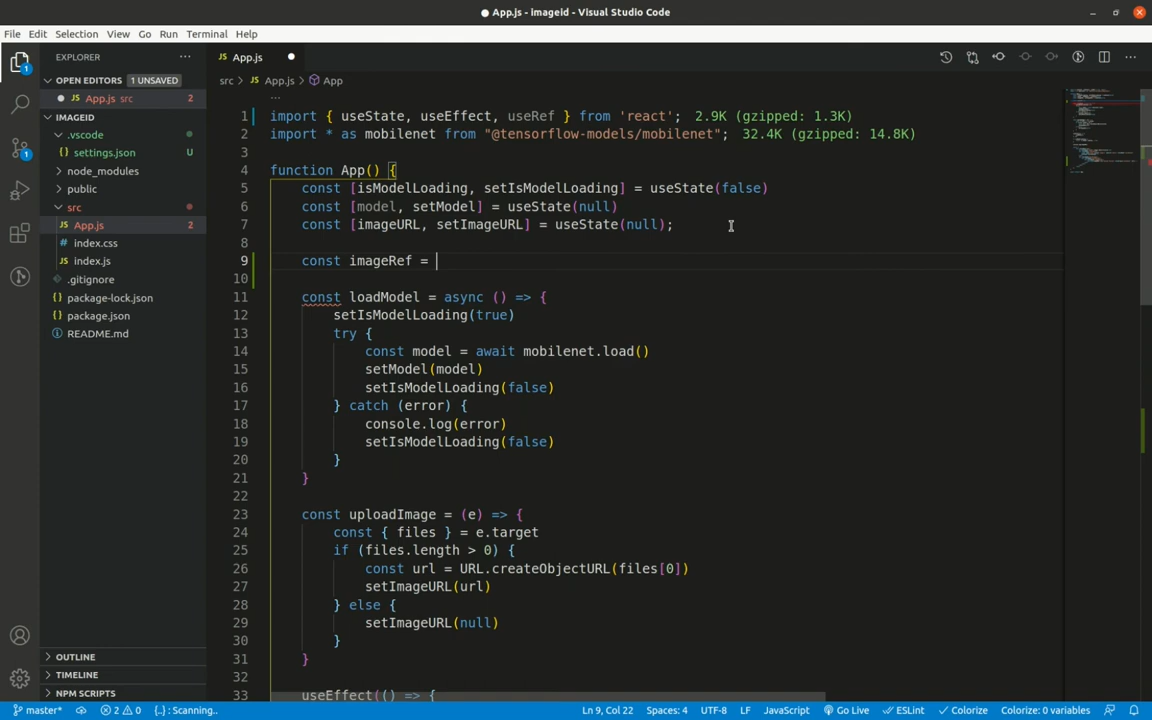 App.js - imageid - Visual Studio Code
File Edit Selection View Go Run Terminal Help
EXPLORER
App.js
OPEN EDITORS 1 UNSAVED
App.js src 2
IMAGEID
.vscode
settings.json U
node_modules
public
src
App.js 2
index.css
index.js
.gitignore
package-lock.json
package.json
README.md
OUTLINE
TIMELINE
NPM SCRIPTS
1
1
src > App.js > App
...
1 import { useState, useEffect, useRef } from 'react'; 2.9K (gzipped: 1.3K)
2 import * as mobilenet from "@tensorflow-models/mobilenet"; 32.4K (gzipped: 14.8K)
3
4 function App() {
5 const [isModelLoading, setIsModelLoading] = useState(false)
6 const [model, setModel] = useState(null)
7 const [imageURL, setImageURL] = useState(null);
8
9 const imageRef =
10
11 const loadModel = async () => {
12 setIsModelLoading(true)
13 try {
14 const model = await mobilenet.load()
15 setModel(model)
16 setIsModelLoading(false)
17 } catch (error) {
18 console.log(error)
19 setIsModelLoading(false)
20 }
21 }
22
23 const uploadImage = (e) => {
24 const { files } = e.target
25 if (files.length > 0) {
26 const url = URL.createObjectURL(files[0])
27 setImageURL(url)
28 } else {
29 setImageURL(null)
30 }
31 }
32
33 useEffect(() => {
master* 2 0 {..}: Scanning.. Ln 9, Col 22 Spaces: 4 UTF-8 LF JavaScript Go Live ESLint Colorize Colorize: 0 variables